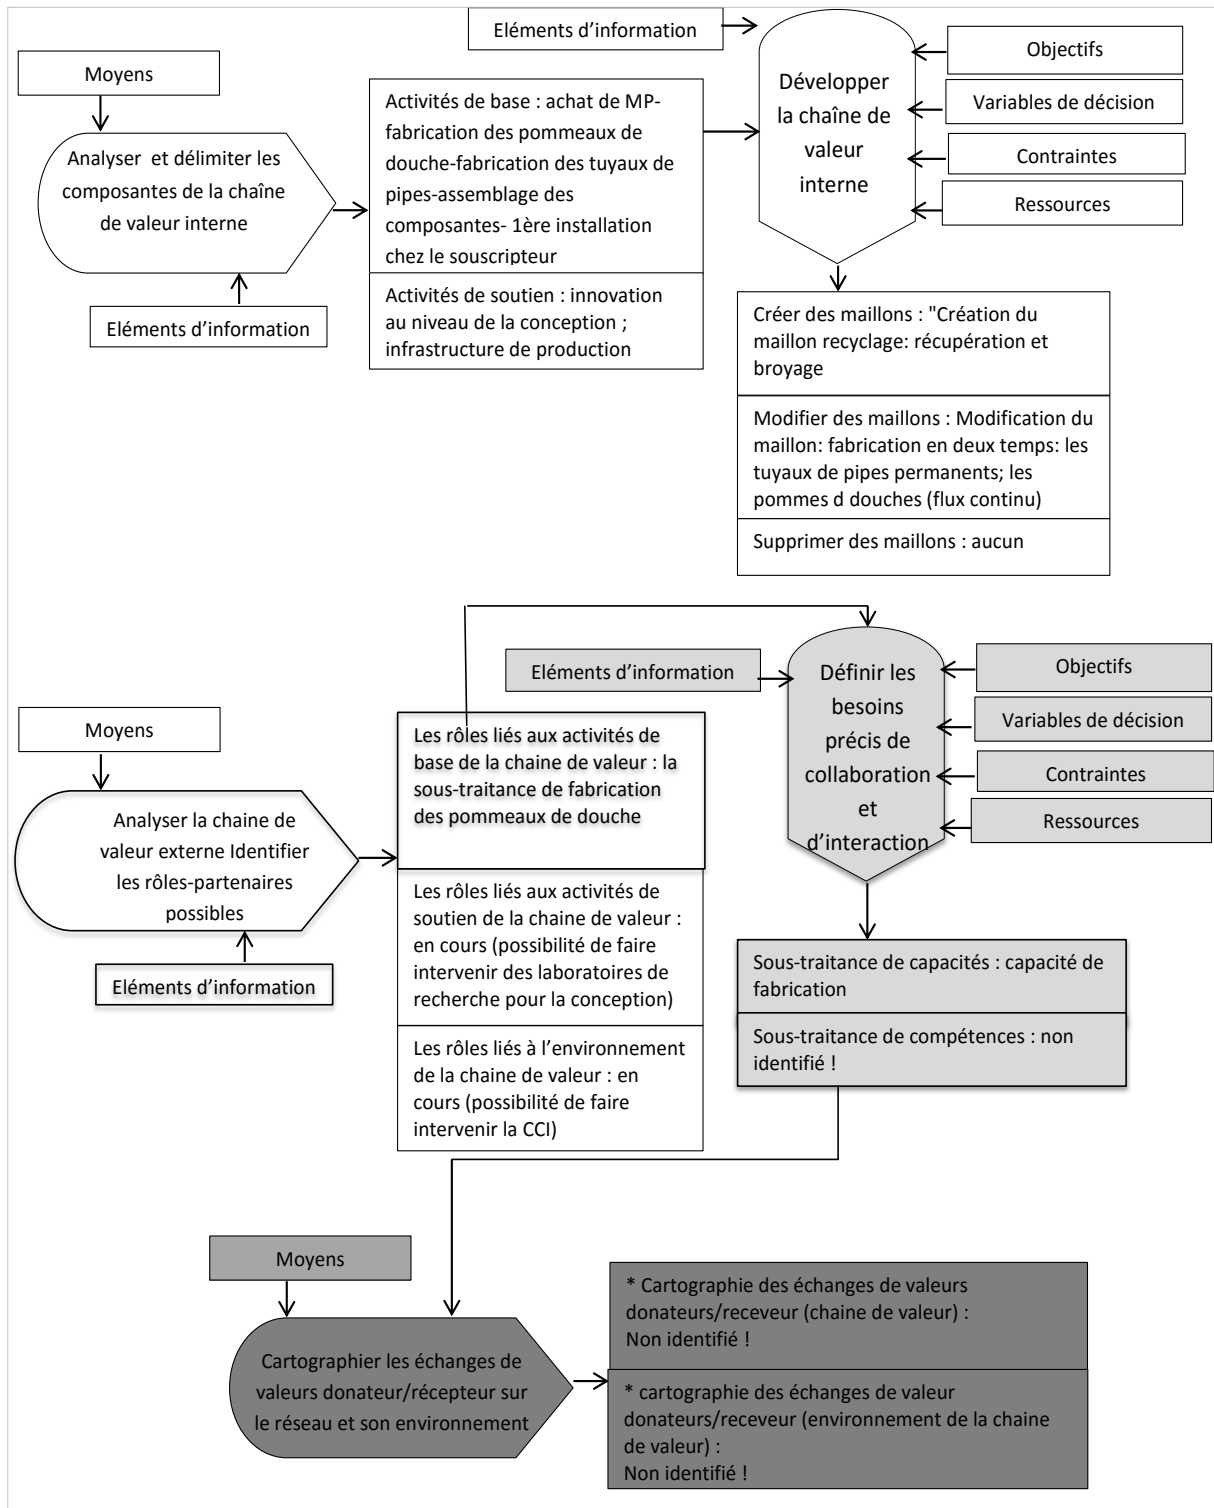 Eléments d’information
Objectifs
Moyens
Développer
la chaîne de
valeur
interne
Variables de décision
Contraintes
Ressources
Analyser et délimiter les
composantes de la chaîne
de valeur interne
Eléments d’information
Activités de base : achat de MP-
fabrication des pommeaux de
douche-fabrication des tuyaux de
pipes-assemblage des
composantes- 1ère installation
chez le souscripteur
Activités de soutien : innovation
au niveau de la conception ;
infrastructure de production
Créer des maillons : "Création du
maillon recyclage: récupération et
broyage
Modifier des maillons : Modification du
maillon: fabrication en deux temps: les
tuyaux de pipes permanents; les
pommes d douches (flux continu)
Supprimer des maillons : aucun
Eléments d’information
Définir les
besoins
précis de
collaboration
et
d’interaction
Objectifs
Variables de décision
Contraintes
Ressources
Moyens
Analyser la chaine de
valeur externe Identifier
les rôles-partenaires
possibles
Eléments d’information
Les rôles liés aux activités de
base de la chaine de valeur : la
sous-traitance de fabrication
des pommeaux de douche
Les rôles liés aux activités de
soutien de la chaine de valeur :
en cours (possibilité de faire
intervenir des laboratoires de
recherche pour la conception)
Les rôles liés à l’environnement
de la chaine de valeur : en
cours (possibilité de faire
intervenir la CCI)
Sous-traitance de capacités : capacité de
fabrication
Sous-traitance de compétences : non
identifié !
Moyens
Cartographier les échanges de
valeurs donateur/récepteur sur
le réseau et son environnement
* Cartographie des échanges de valeurs
donateurs/receveur (chaine de valeur) :
Non identifié !
* cartographie des échanges de valeur
donateurs/receveur (environnement de la chaine
de valeur) :
Non identifié !